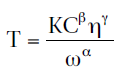 T = KC^β η^γ / ω^α